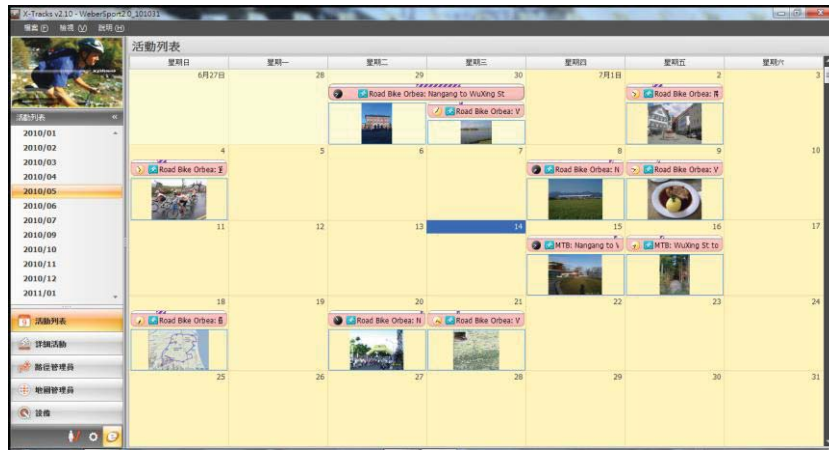 X-Tracks v2.10 - WeberSport2.0_101031
檔案(F) 檢視(V) 說明(H)
活動列表
星期日 星期一 星期二 星期三 星期四 星期五 星期六
6月27日 28 29 30 7月1日 2 3
Road Bike Orbea: Nangang to WuXing St
Road Bike Orbea:
Road Bike Orbea: V
活動列表 «
2010/01
2010/02
2010/03
2010/04
2010/05
2010/06
2010/07
2010/09
2010/10
2010/11
2010/12
2011/01
4 5 6 7 8 9 10
Road Bike Orbea:
Road Bike Orbea: N
Road Bike Orbea: V
11 12 13 14 15 16 17
MTB: Nangang to
MTB: WuXing St to
18 19 20 21 22 23 24
Road Bike Orbea:
Road Bike Orbea: N
Road Bike Orbea: V
25 26 27 28 29 30 31
活動列表
詳細活動
路徑管理員
地圖管理員
設備